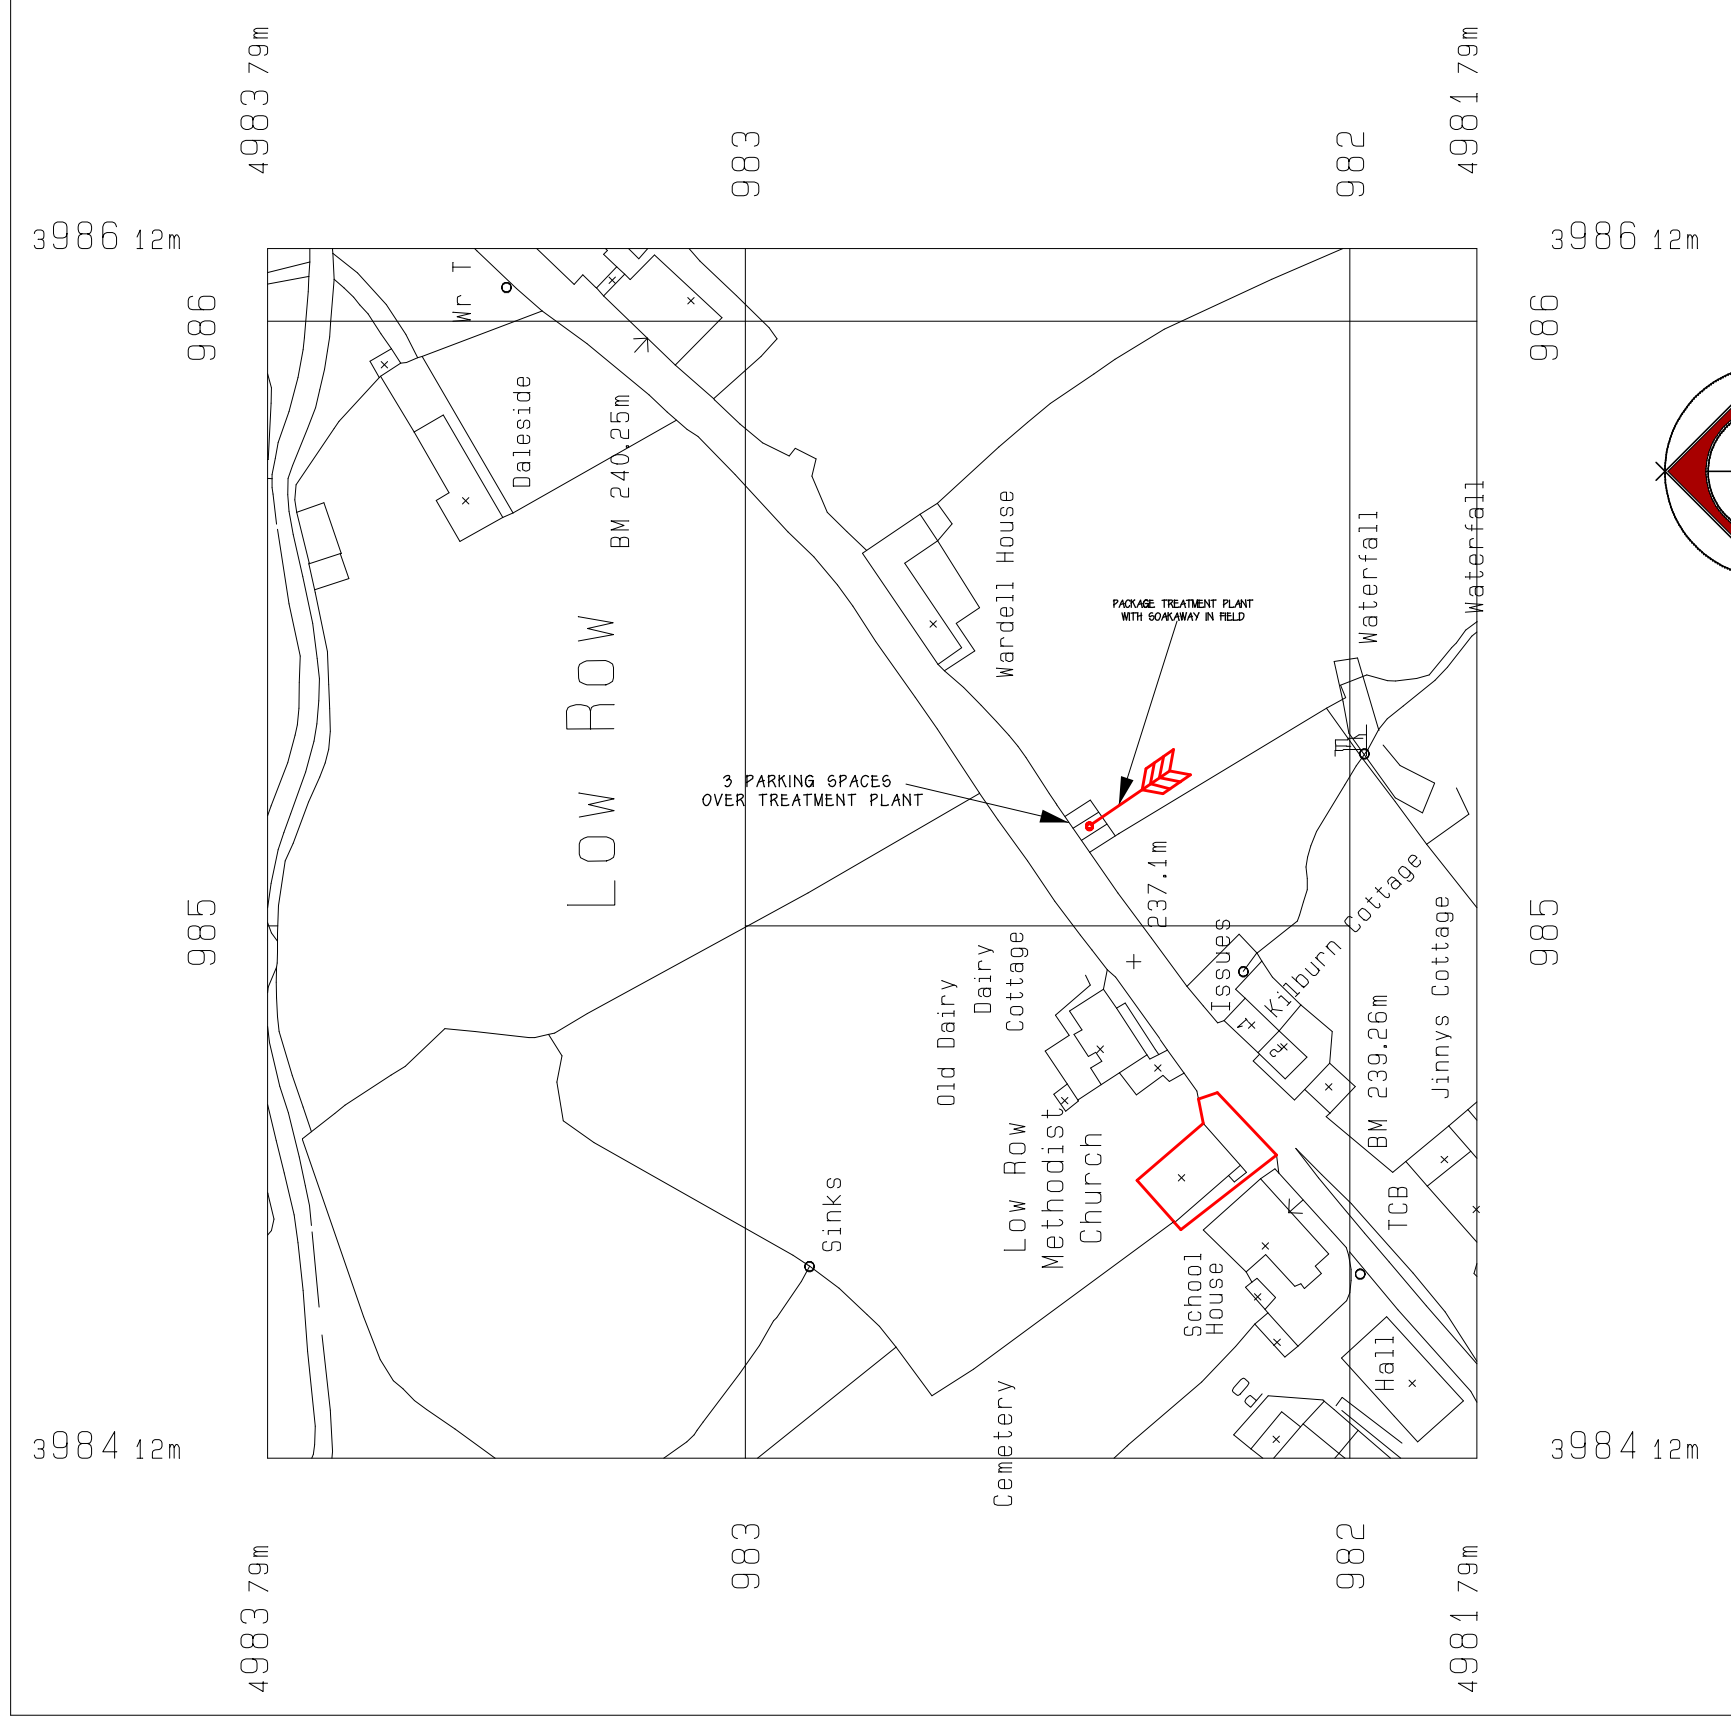 4983 79m
4981 79m
983
982
3986 12m
3986 12m
986
986
Wr T
Daleside
BM 240.25m
LOW ROW
Wardell House
PACKAGE TREATMENT PLANT
WITH SOAKAWAY IN FIELD
Waterfall
Waterfall
3 PARKING SPACES
OVER TREATMENT PLANT
237.1m
985
985
Issues
Kilburn Cottage
Jinnys Cottage
Old Dairy
Dairy
Cottage
1
2
BM 239.26m
Low Row
Methodist
Church
TCB
Sinks
School
House
Hall
PO
Cemetery
3984 12m
3984 12m
983
982
4983 79m
4981 79m